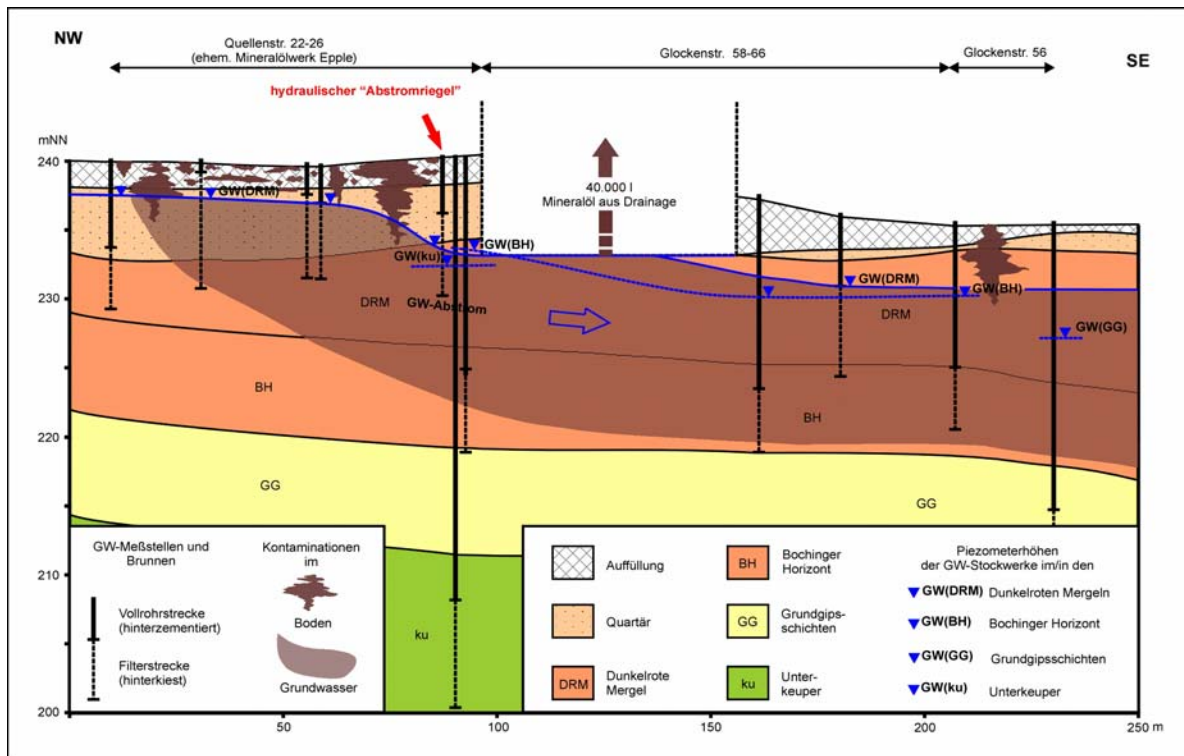 NW
Quellenstr. 22-26
(ehem. Mineralölwerk Epple)
Glockenstr. 58-66
Glockenstr. 56
SE
hydraulischer "Abstromriegel"
mNN
240
230
220
210
200
40.000 l
Mineralöl aus Drainage
GW(DRM)
GW(BH)
GW(ku)
GW-Abstrom
DRM
GW(DRM)
GW(BH)
DRM
GW(GG)
BH
BH
GG
GG
ku
GW-Meßstellen und
Brunnen
Vollrohrstrecke
(hinterzementiert)
Filterstrecke
(hinterkiest)
Kontaminationen
im
Boden
Grundwasser
Auffüllung
Quartär
DRM
Dunkelrote
Mergel
BH
Bochinger
Horizont
GG
Grundgips-
schichten
ku
Unter-
keuper
Piezometerhöhen
der GW-Stockwerke im/in den
GW(DRM) Dunkelroten Mergeln
GW(BH) Bochinger Horizont
GW(GG) Grundgipsschichten
GW(ku) Unterkeuper
50
100
150
200
250 m